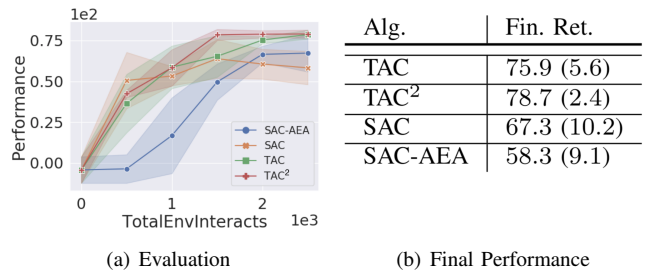 1e2
0.75
0.50
0.25
0.00
Performance
SAC-AEA
SAC
TAC
TAC²
0 1 2
1e3
TotalEnvInteracts
(a) Evaluation
Alg. Fin. Ret.
TAC 75.9 (5.6)
TAC² 78.7 (2.4)
SAC 67.3 (10.2)
SAC-AEA 58.3 (9.1)
(b) Final Performance